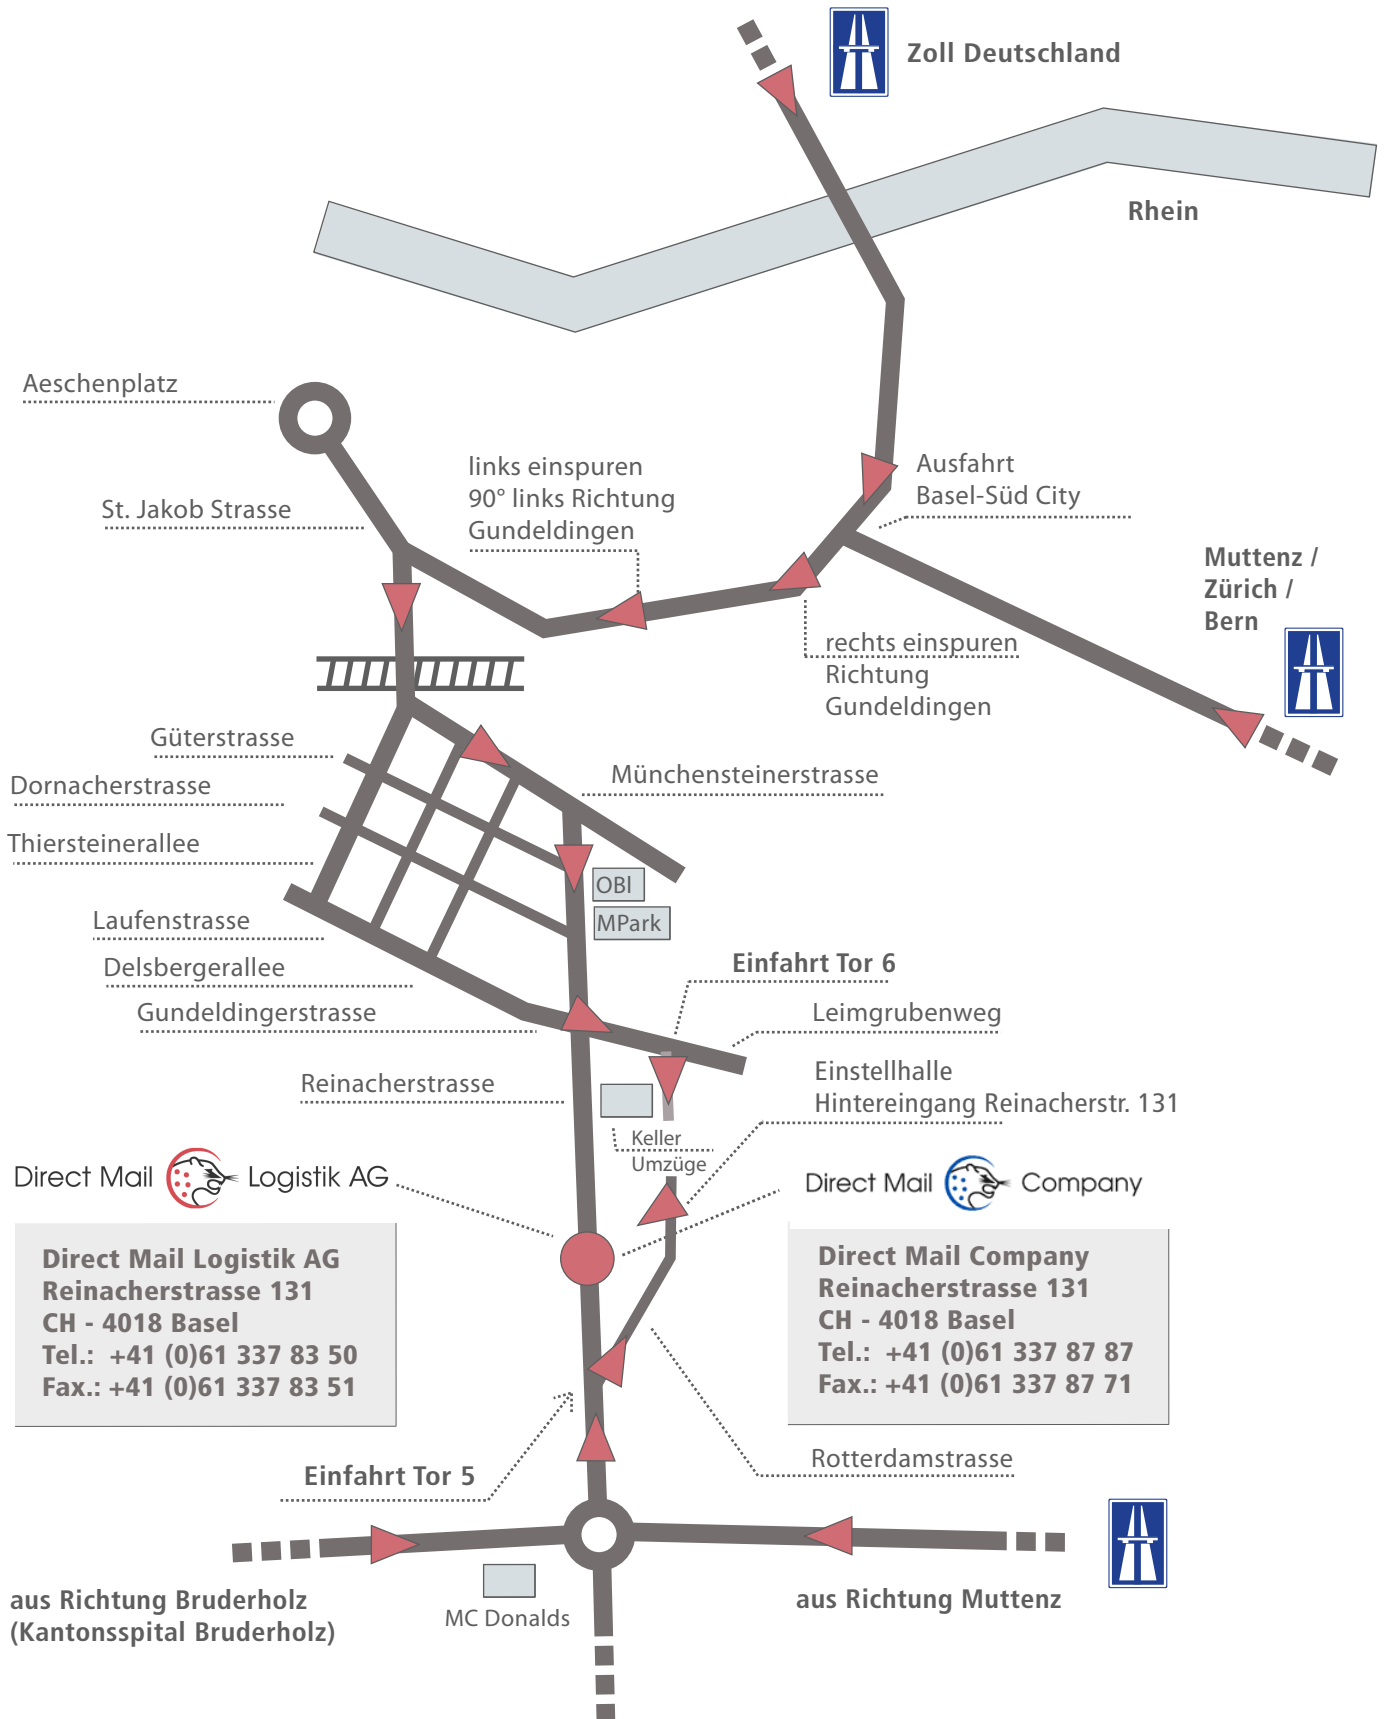 Zoll Deutschland
Rhein
Aeschenplatz
links einspuren
90° links Richtung
Gundeldingen
Ausfahrt
Basel-Süd City
St. Jakob Strasse
Muttenz /
Zürich /
Bern
rechts einspuren
Richtung
Gundeldingen
Güterstrasse
Dornacherstrasse
Münchensteinerstrasse
Thiersteinerallee
OBI
MPark
Laufenstrasse
Delsbergerallee
Einfahrt Tor 6
Gundeldingerstrasse
Leimgrubenweg
Reinacherstrasse
Einstellhalle
Hintereingang Reinacherstr. 131
Keller
Umzüge
Direct Mail Logistik AG
Direct Mail Company
Direct Mail Logistik AG
Reinacherstrasse 131
CH - 4018 Basel
Tel.: +41 (0)61 337 83 50
Fax.: +41 (0)61 337 83 51
Direct Mail Company
Reinacherstrasse 131
CH - 4018 Basel
Tel.: +41 (0)61 337 87 87
Fax.: +41 (0)61 337 87 71
Einfahrt Tor 5
Rotterdamstrasse
aus Richtung Bruderholz
(Kantonsspital Bruderholz)
MC Donalds
aus Richtung Muttenz